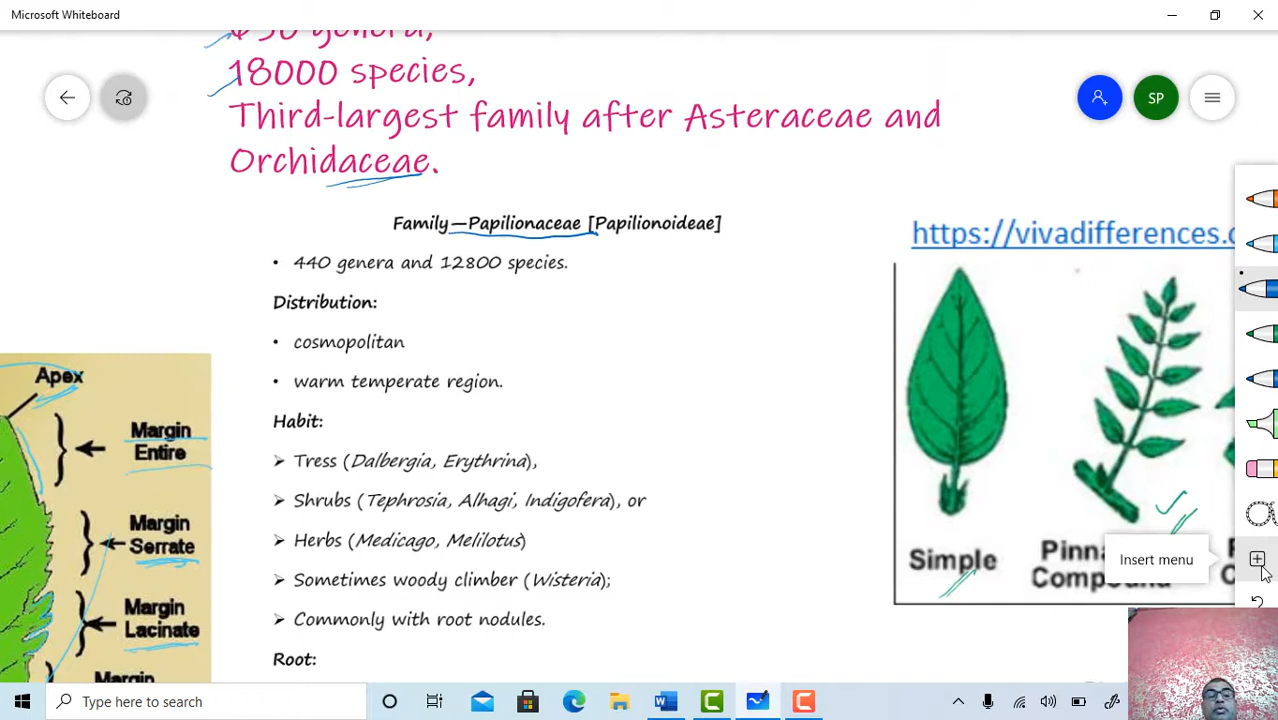 Microsoft Whiteboard
genera,
18000 species,
Third-largest family after Asteraceae and
Orchidaceae.
SP
Family—Papilionaceae [Papilionoideae]
• 440 genera and 12800 species.
Distribution:
• cosmopolitan
• warm temperate region.
Habit:
➢ Tress (Dalbergia, Erythrina),
➢ Shrubs (Tephrosia, Alhagi, Indigofera), or
➢ Herbs (Medicago, Melilotus)
➢ Sometimes woody climber (Wisteria);
➢ Commonly with root nodules.
Root:
Apex
Margin
Entire
Margin
Serrate
Margin
Lacinate
Margin
https://vivadifferences.c
Simple
Insert menu
Type here to search